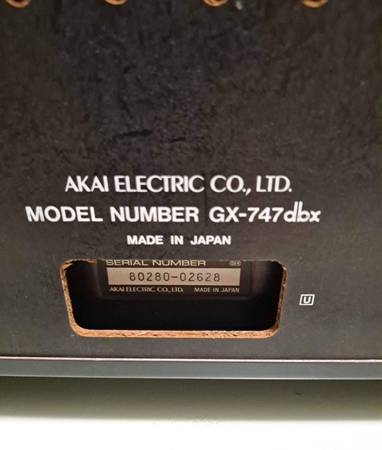 AKAI ELECTRIC CO., LTD.
MODEL NUMBER GX-747dbx
MADE IN JAPAN
SERIAL NUMBER
80280-02628
AKAI ELECTRIC CO., LTD. MADE IN JAPAN
U